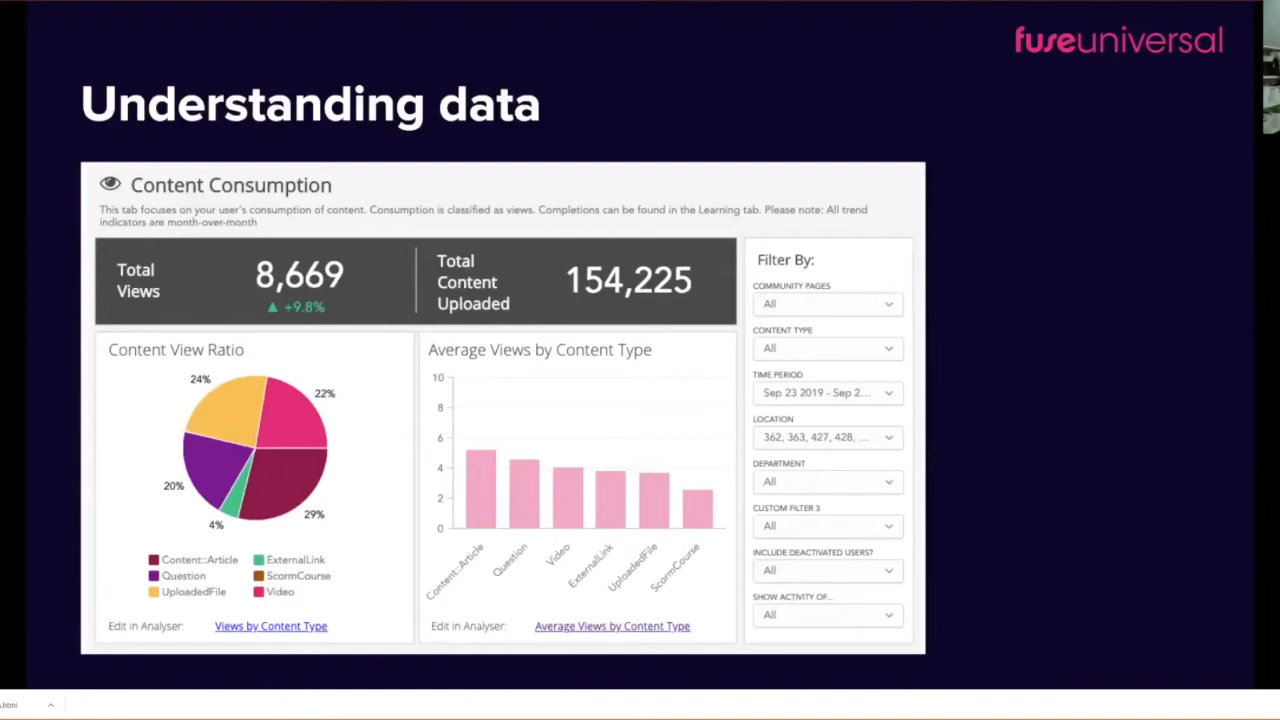 fuseuniversal
Understanding data
Content Consumption
This tab focuses on your user's consumption of content. Consumption is classified as views. Completions can be found in the Learning tab. Please note: All trend
indicators are month-over-month
Total
Views
8,669
▲ +9.8%
Total
Content
Uploaded
154,225
Content View Ratio
24%
22%
20%
4%
29%
Content::Article
ExternalLink
Question
ScormCourse
UploadedFile
Video
Edit in Analyser:
Views by Content Type
Average Views by Content Type
10
8
6
4
2
0
Content::Article
Question
Video
ExternalLink
UploadedFile
ScormCourse
Edit in Analyser:
Average Views by Content Type
Filter By:
COMMUNITY PAGES
All
CONTENT TYPE
All
TIME PERIOD
Sep 23 2019 - Sep 2...
LOCATION
362, 363, 427, 428, ...
DEPARTMENT
All
CUSTOM FILTER 3
All
INCLUDE DEACTIVATED USERS?
All
SHOW ACTIVITY OF...
All
.html